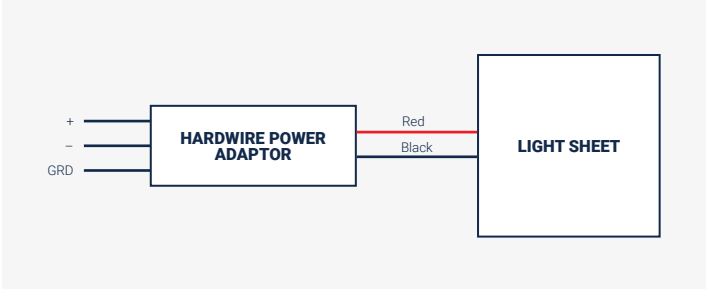 +
–
GRD
HARDWIRE POWER
ADAPTOR
Red
Black
LIGHT SHEET